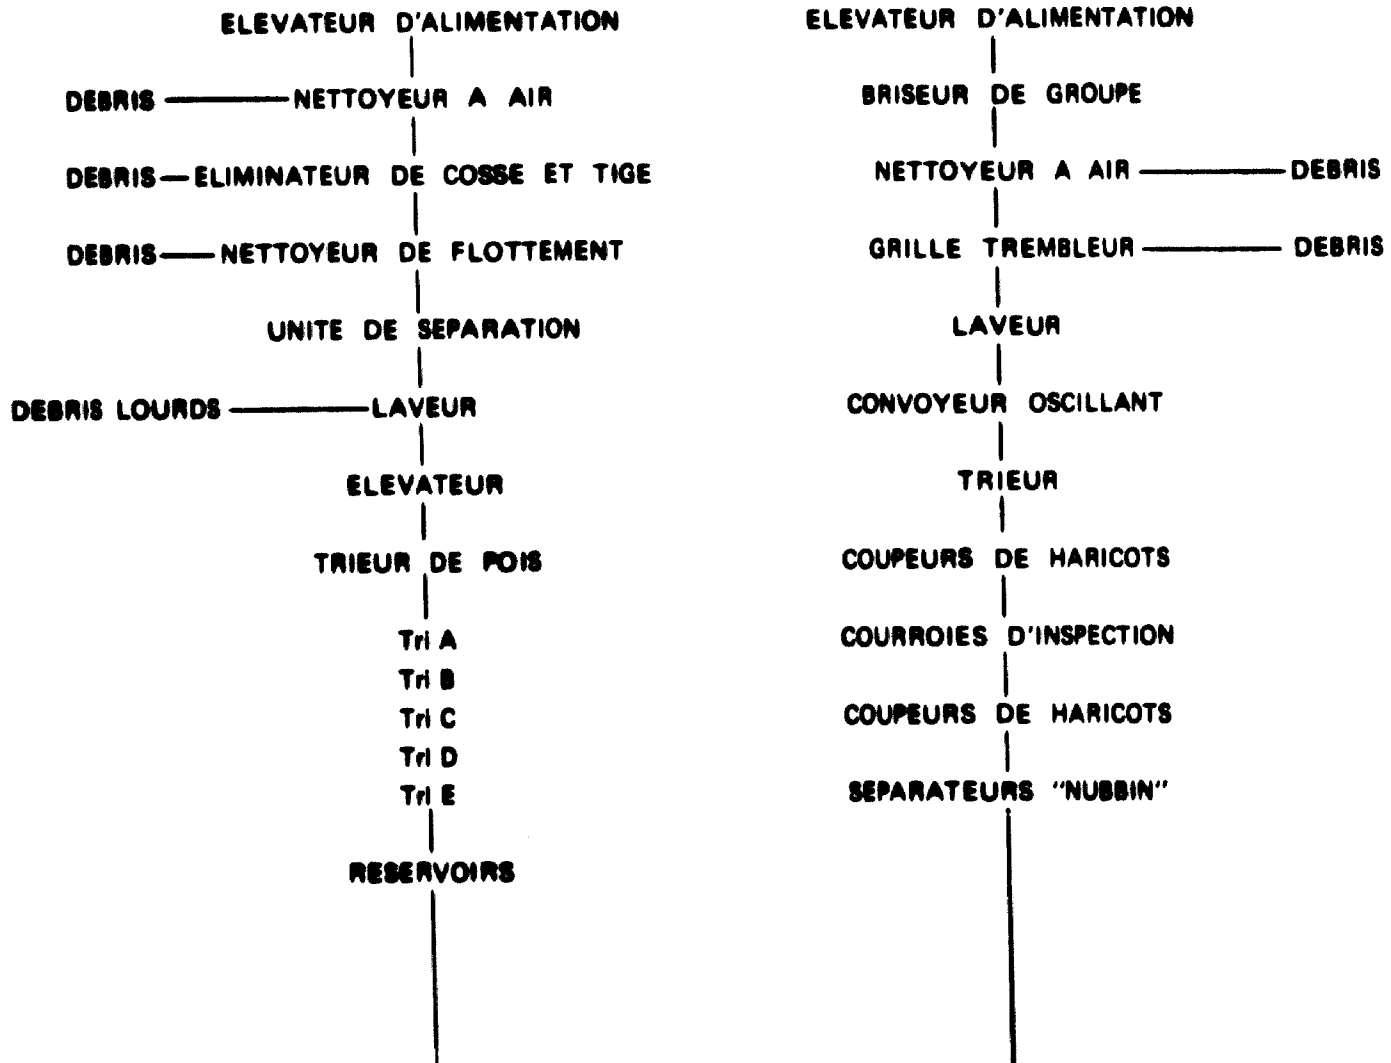 ELEVATEUR D'ALIMENTATION
DEBRIS NETTOYEUR A AIR
DEBRIS ELIMINATEUR DE COSSE ET TIGE
DEBRIS NETTOYEUR DE FLOTTEMENT
UNITE DE SEPARATION
DEBRIS LOURDS LAVEUR
ELEVATEUR
TRIEUR DE POIS
Tri A
Tri B
Tri C
Tri D
Tri E
RESERVOIRS
ELEVATEUR D'ALIMENTATION
BRISEUR DE GROUPE
NETTOYEUR A AIR DEBRIS
GRILLE TREMBLEUR DEBRIS
LAVEUR
CONVOYEUR OSCILLANT
TRIEUR
COUPEURS DE HARICOTS
COURROIES D'INSPECTION
COUPEURS DE HARICOTS
SEPARATEURS "NUBBIN"